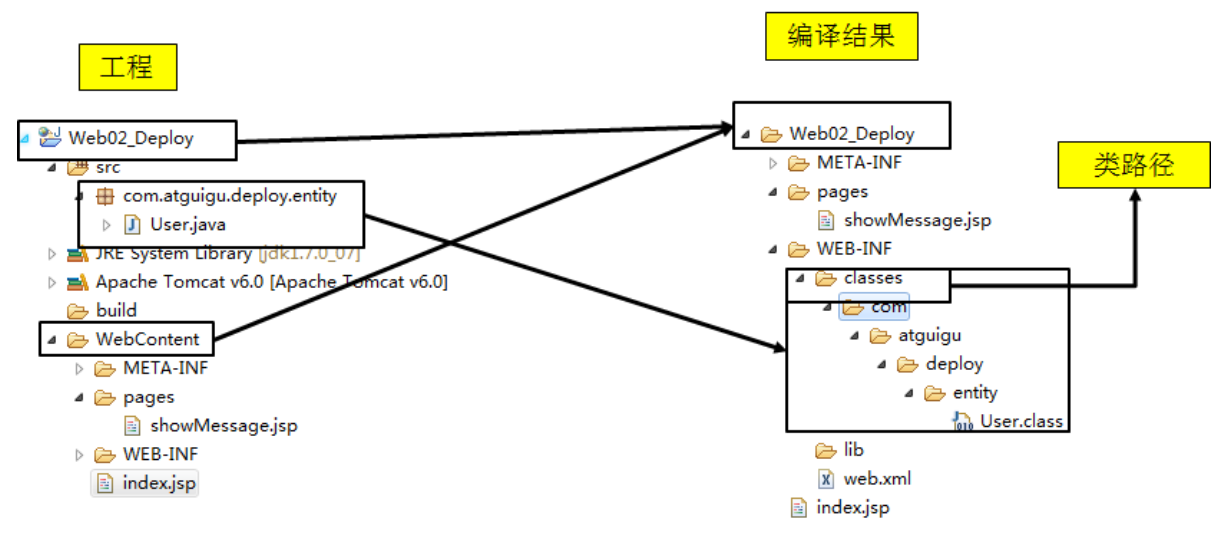 工程
Web02_Deploy
src
com.atguigu.deploy.entity
User.java
JRE System Library [jdk1.7.0_07]
Apache Tomcat v6.0 [Apache Tomcat v6.0]
build
WebContent
META-INF
pages
showMessage.jsp
WEB-INF
index.jsp
编译结果
Web02_Deploy
META-INF
pages
showMessage.jsp
WEB-INF
classes
com
atguigu
deploy
entity
User.class
lib
web.xml
index.jsp
类路径